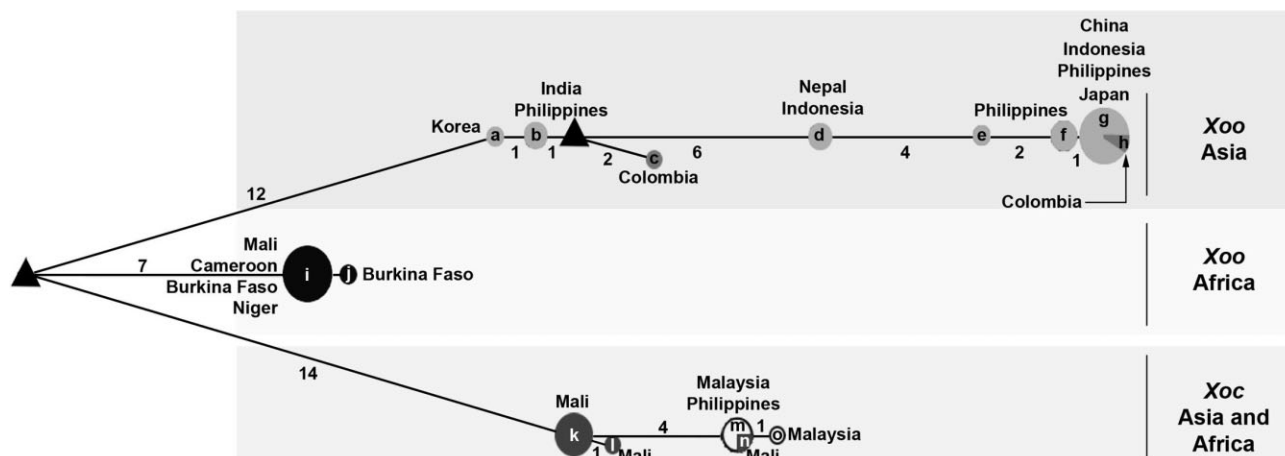 China
Indonesia
Philippines
Japan
India
Philippines
Nepal
Indonesia
Philippines
Korea
a
b
c
d
e
f
g
h
1
1
2
6
4
2
1
Colombia
Colombia
12
Xoo
Asia
Mali
Cameroon
Burkina Faso
Niger
7
i
j
Burkina Faso
Xoo
Africa
14
Mali
k
1
l
Mali
4
Malaysia
Philippines
m
n
Mali
1
o
Malaysia
Xoc
Asia and
Africa